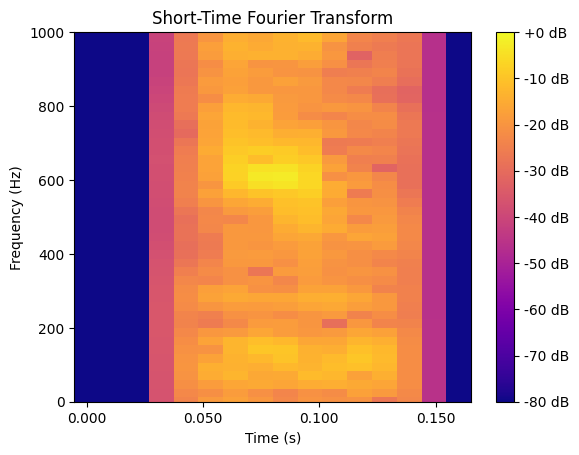 Short-Time Fourier Transform
1000
800
600
400
200
0
Frequency (Hz)
0.000
0.050
0.100
0.150
Time (s)
+0 dB
-10 dB
-20 dB
-30 dB
-40 dB
-50 dB
-60 dB
-70 dB
-80 dB